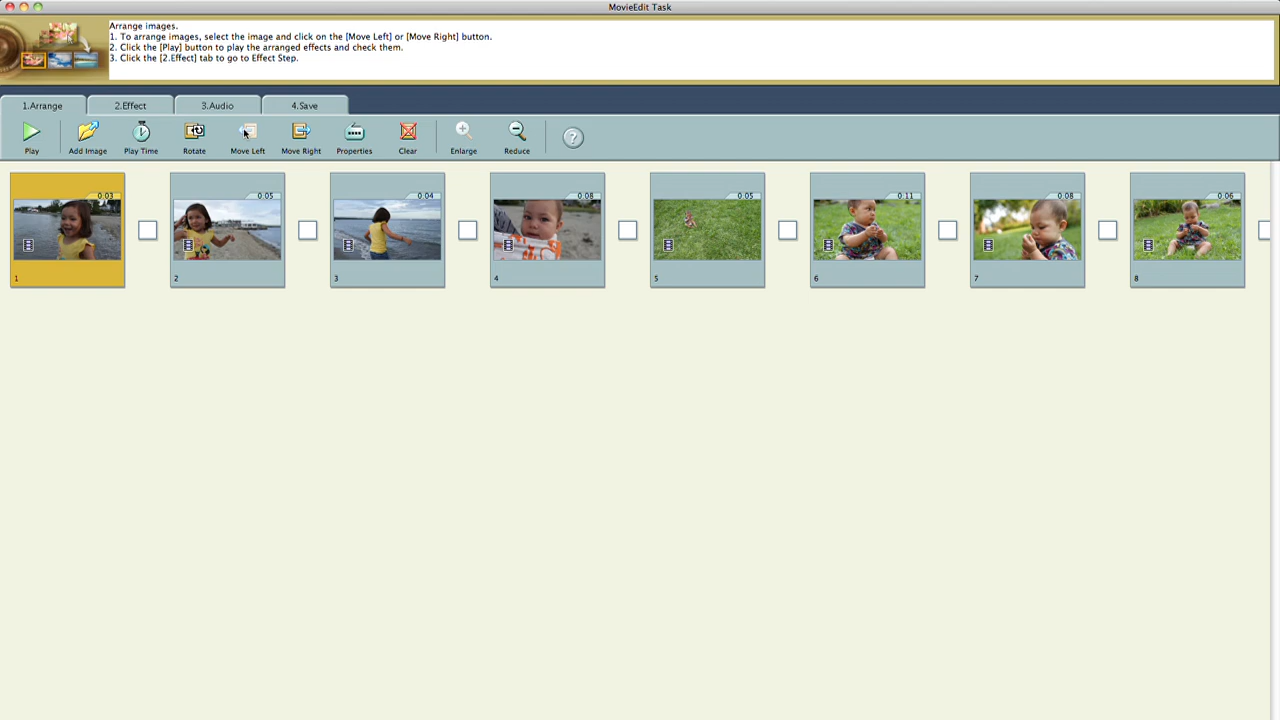 MovieEdit Task
Arrange images.
1. To arrange images, select the image and click on the [Move Left] or [Move Right] button.
2. Click the [Play] button to play the arranged effects and check them.
3. Click the [2.Effect] tab to go to Effect Step.
1.Arrange 2.Effect 3.Audio 4.Save
Play Add Image Play Time Rotate Move Left Move Right Properties Clear Enlarge Reduce ?
0:03 0:05 0:04 0:08 0:05 0:11 0:08 0:06
1 2 3 4 5 6 7 8